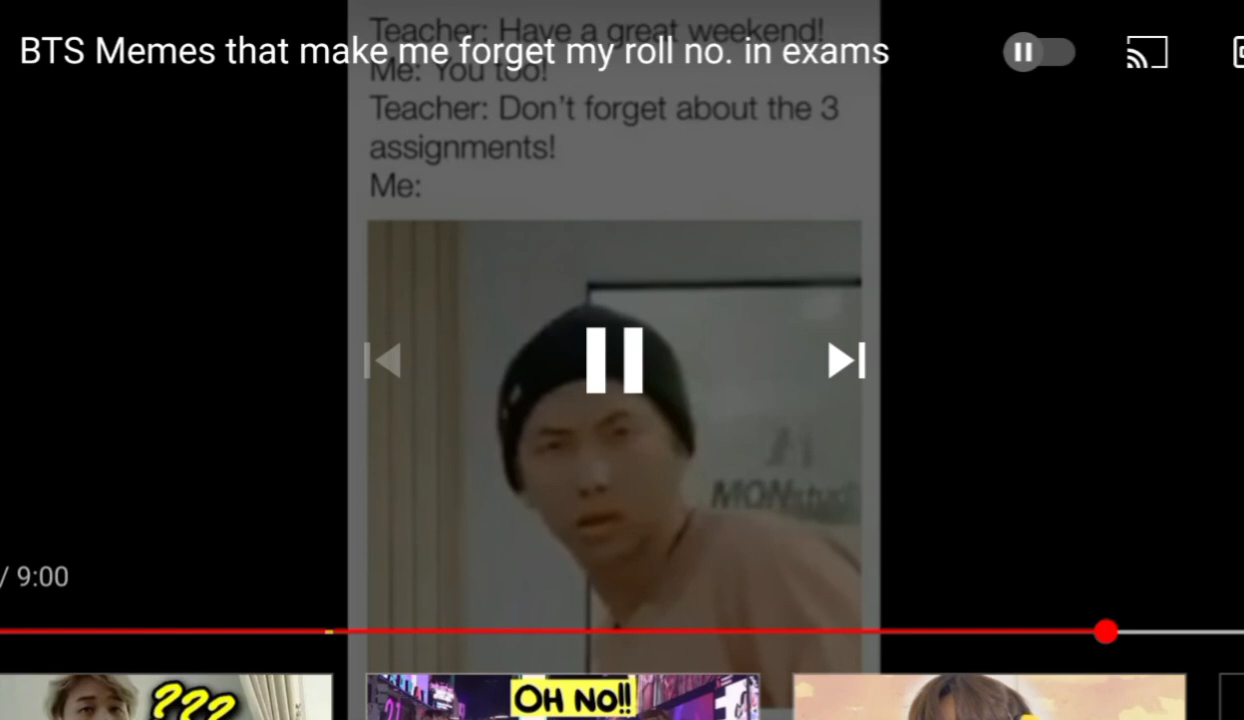 Teacher: Have a great weekend!
BTS Memes that make me forget my roll no. in exams
Me: You too!
Teacher: Don't forget about the 3
assignments!
Me:
/ 9:00
???
OH NO!!